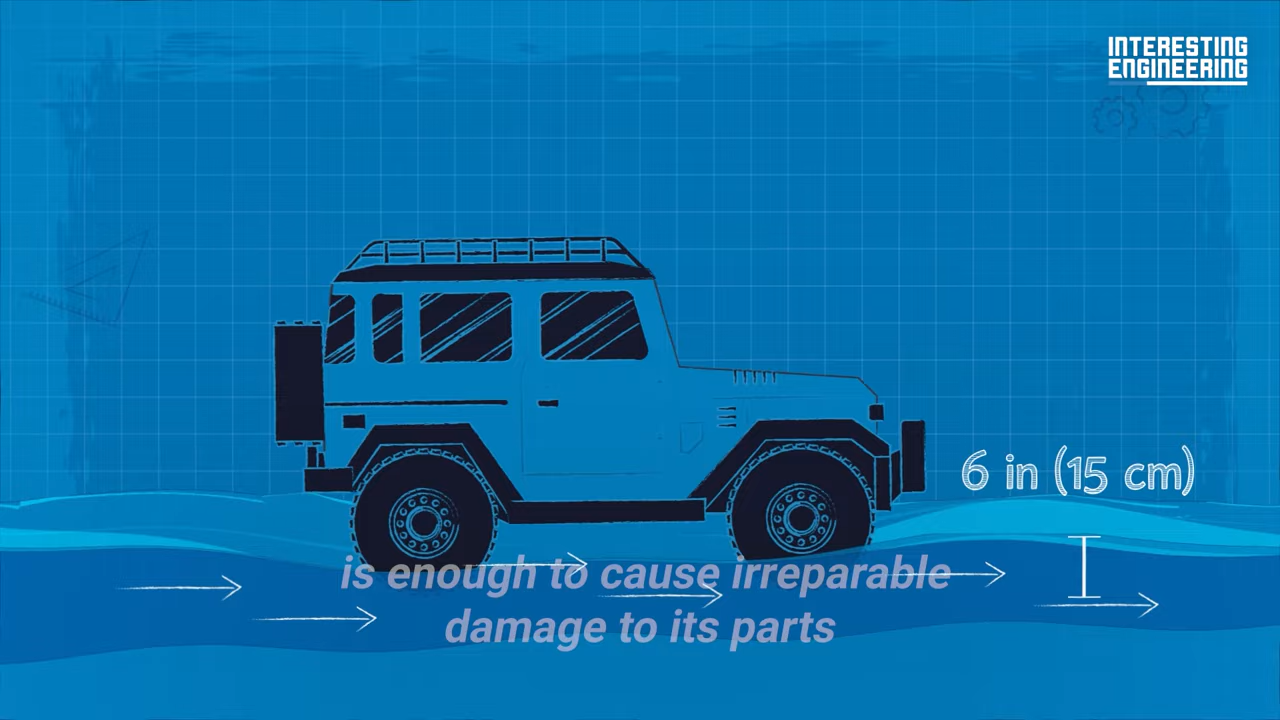 INTERESTING
ENGINEERING
6 in (15 cm)
is enough to cause irreparable
damage to its parts